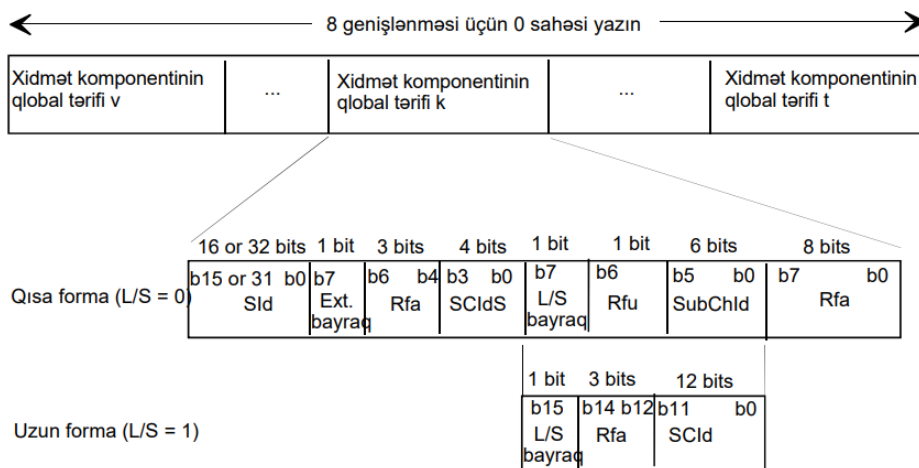 8 genişlənməsi üçün 0 sahəsi yazın
Xidmət komponentinin qlobal tərifi v
...
Xidmət komponentinin qlobal tərifi k
...
Xidmət komponentinin qlobal tərifi t
16 or 32 bits 1 bit 3 bits 4 bits 1 bit 1 bit 6 bits 8 bits
Qısa forma (L/S = 0)
b15 or 31 b0 b7 b6 b4 b3 b0 b7 b6 b5 b0 b7 b0
SId Ext. bayraq Rfa SCIdS L/S bayraq Rfu SubChId Rfa
1 bit 3 bits 12 bits
Uzun forma (L/S = 1)
b15 b14 b12 b11 b0
L/S bayraq Rfa SCId